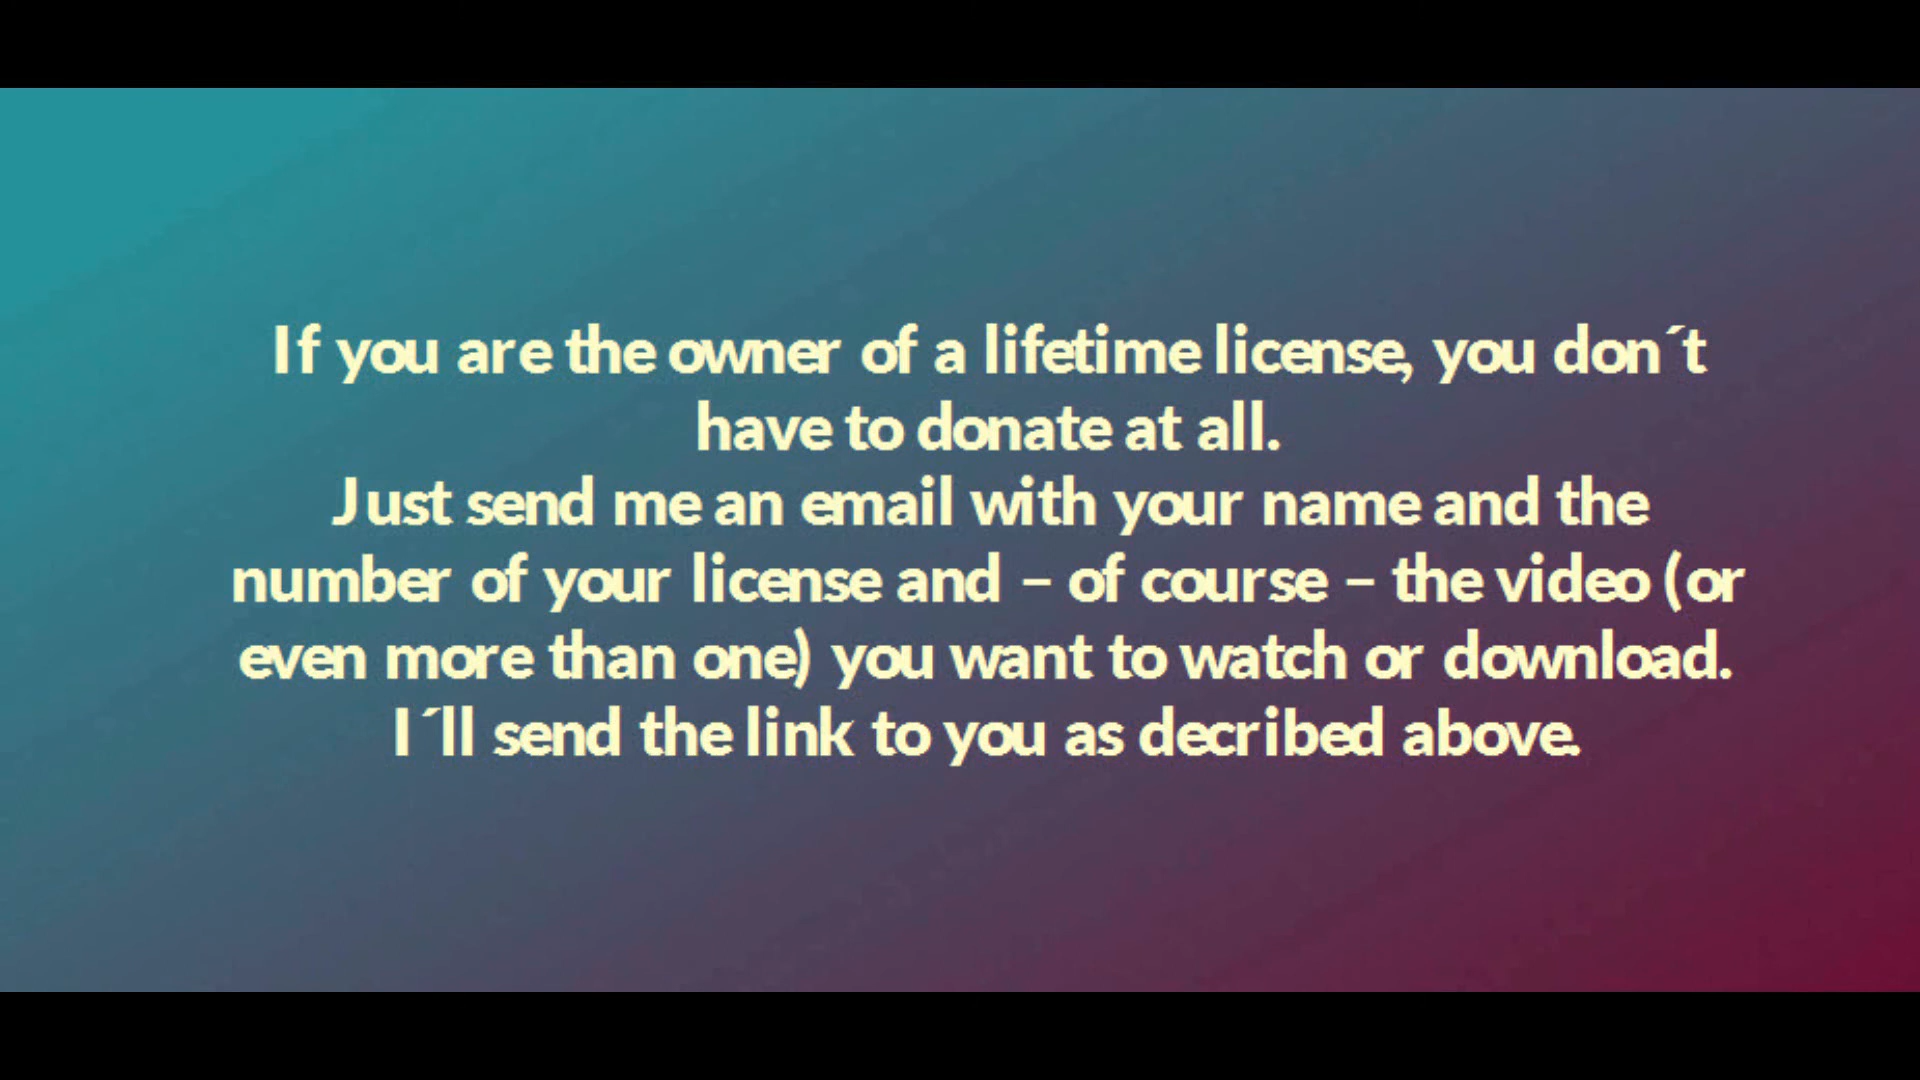 If you are the owner of a lifetime license, you don´t
have to donate at all.
Just send me an email with your name and the
number of your license and – of course – the video (or
even more than one) you want to watch or download.
I´ll send the link to you as decribed above.